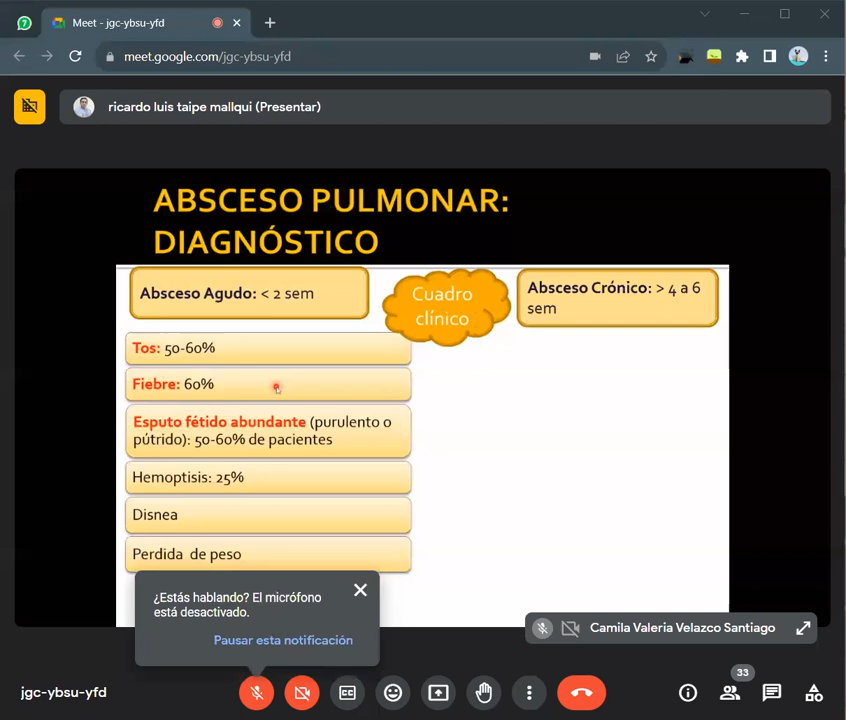 7
Meet - jgc-ybsu-yfd
meet.google.com/jgc-ybsu-yfd
ricardo luis taipe mallqui (Presentar)
ABSCESO PULMONAR:
DIAGNÓSTICO
Absceso Agudo: < 2 sem
Cuadro
clínico
Absceso Crónico: > 4 a 6
sem
Tos: 50-60%
Fiebre: 60%
Esputo fétido abundante (purulento o
pútrido): 50-60% de pacientes
Hemoptisis: 25%
Disnea
Perdida de peso
¿Estás hablando? El micrófono
está desactivado.
Pausar esta notificación
Camila Valeria Velazco Santiago
jgc-ybsu-yfd
CC
33